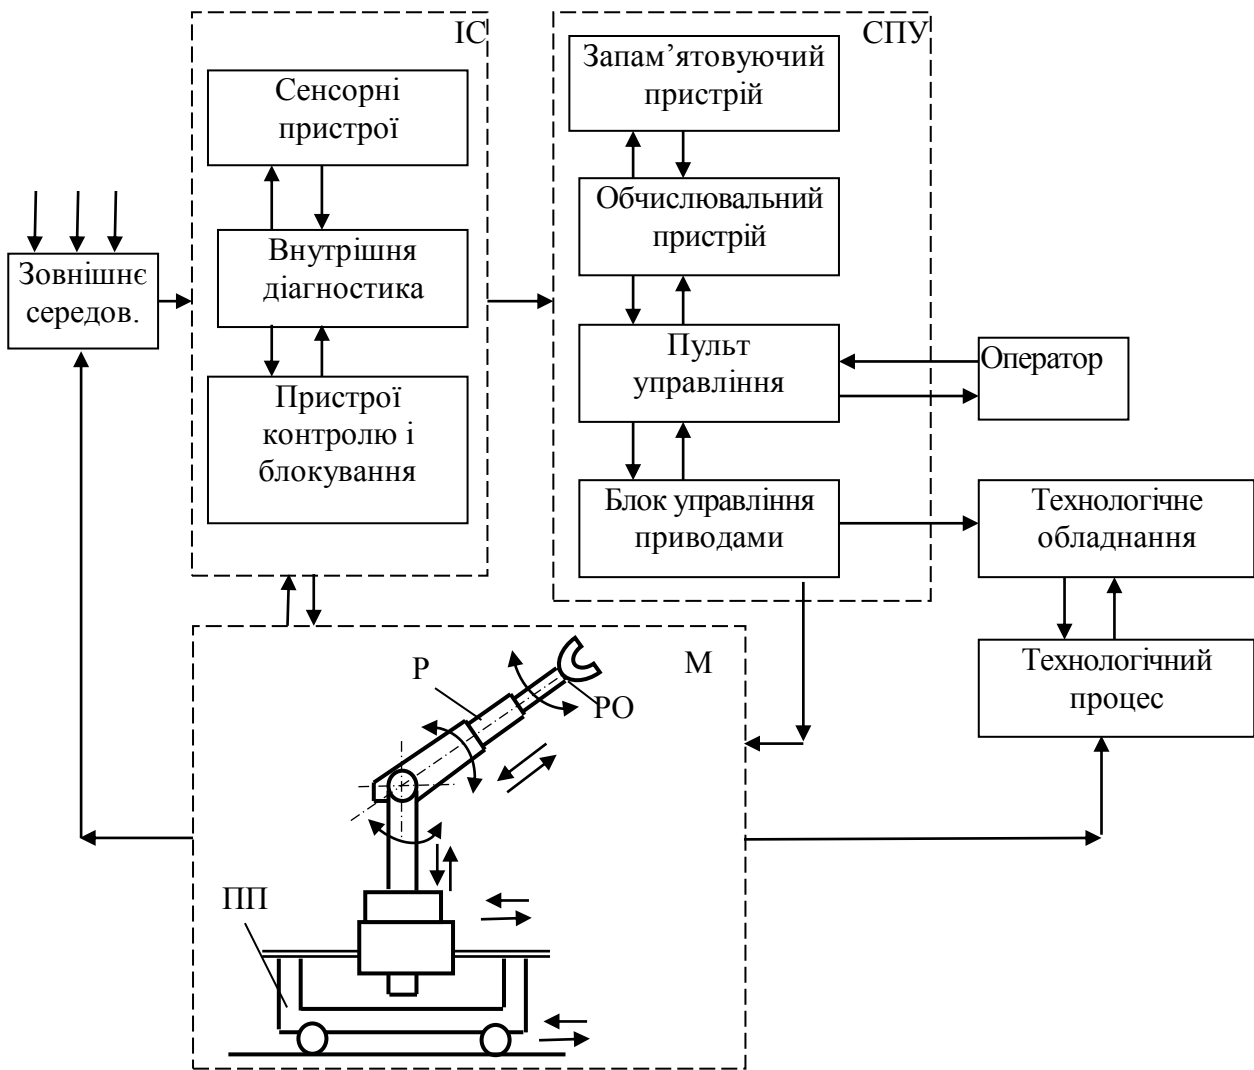 ІС
Сенсорні
пристрої
Внутрішня
діагностика
Пристрої
контролю і
блокування
Зовнішнє
середов.
СПУ
Запам’ятовуючий
пристрій
Обчислювальний
пристрій
Пульт
управління
Блок управління
приводами
Оператор
Технологічне
обладнання
Технологічний
процес
М
Р
РО
ПП